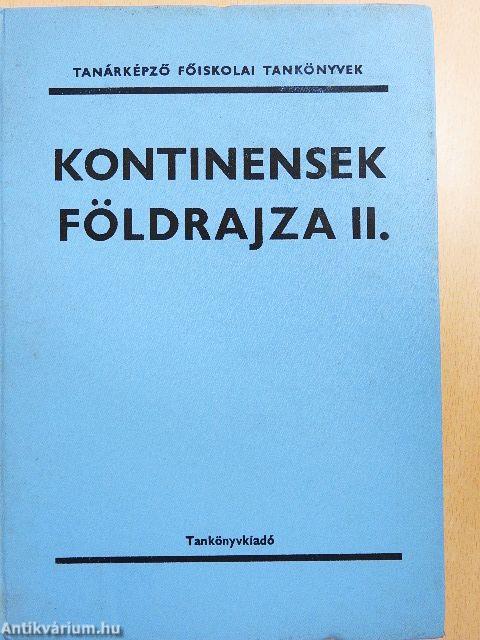 TANÁRKÉPZŐ FŐISKOLAI TANKÖNYVEK
KONTINENSEK
FÖLDRAJZA II.
Tankönyvkiadó
Antikvárium.hu